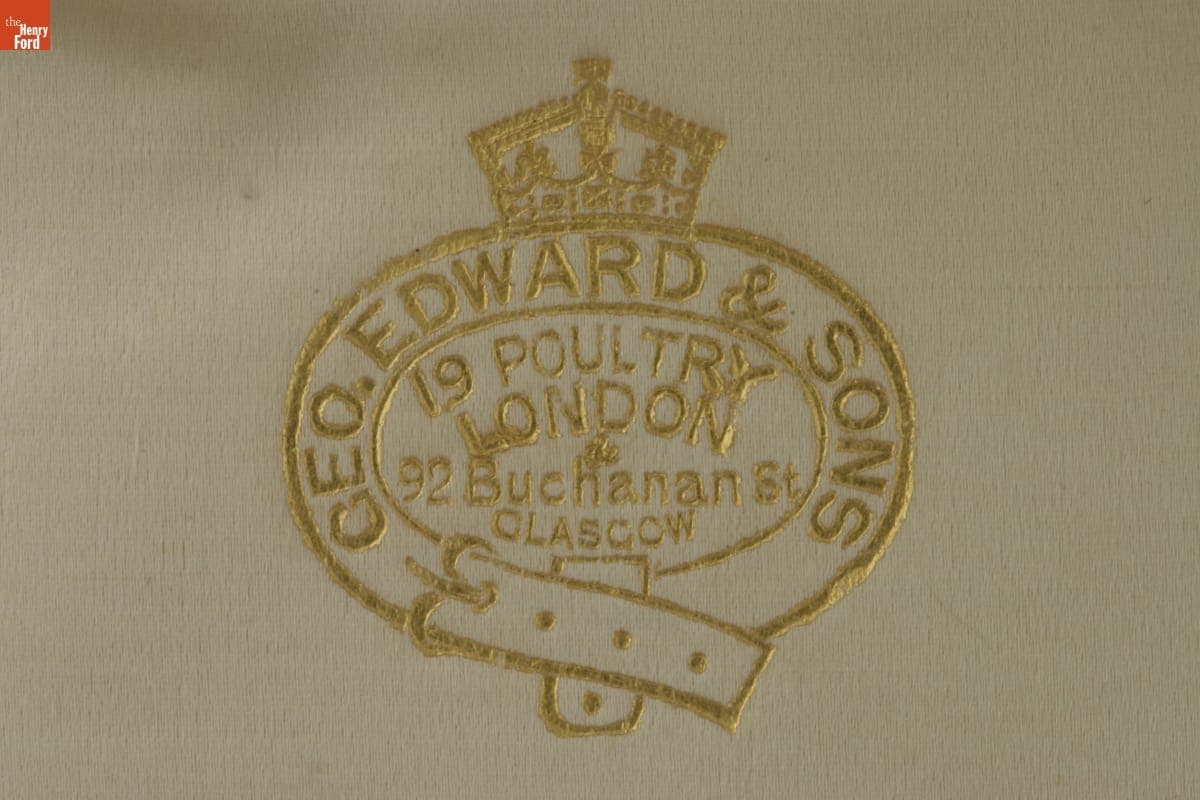 the
Henry
Ford
GEO. EDWARD & SONS
19 POULTRY
LONDON
&
92 Buchanan St
GLASGOW